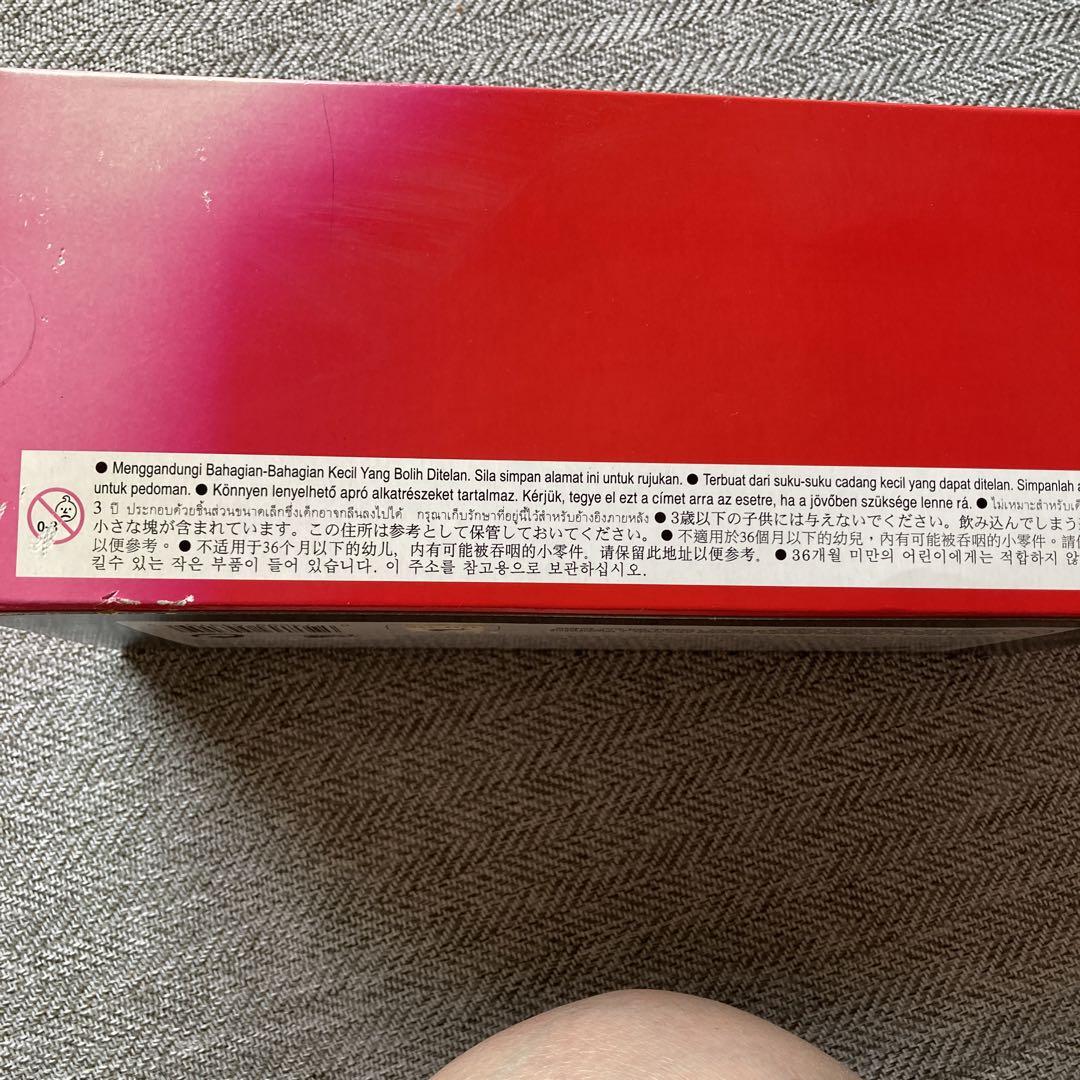 ● Menggandungi Bahagian-Bahagian Kecil Yang Bolih Ditelan. Sila simpan alamat ini untuk rujukan. ● Terbuat dari suku-suku cadang kecil yang dapat ditelan. Simpanlah a
untuk pedoman. ● Könnyen lenyelhető apró alkatrészeket tartalmaz. Kérjük, tegye el ezt a címet arra az esetre, ha a jövőben szüksége lenne rá. ● ไม่เหมาะสำหรับเด็
3 ปี ประกอบด้วยชิ้นส่วนขนาดเล็กซึ่งเด็กอาจกลืนลงไปได้ กรุณาเก็บรักษาที่อยู่นี้ไว้สำหรับอ้างอิงภายหลัง ● 3歳以下の子供には与えないでください。飲み込んでしまう
小さな塊が含まれています。この住所は参考として保管しておいてください。 ● 不適用於36個月以下的幼兒，內有可能被吞咽的小零件。請
0-3 以便參考。 ● 不适用于36个月以下的幼儿，内有可能被吞咽的小零件。请保留此地址以便参考。 ● 36개월 미만의 어린이에게는 적합하지 않
킬수 있는 작은 부품이 들어 있습니다. 이 주소를 참고용으로 보관하십시오.